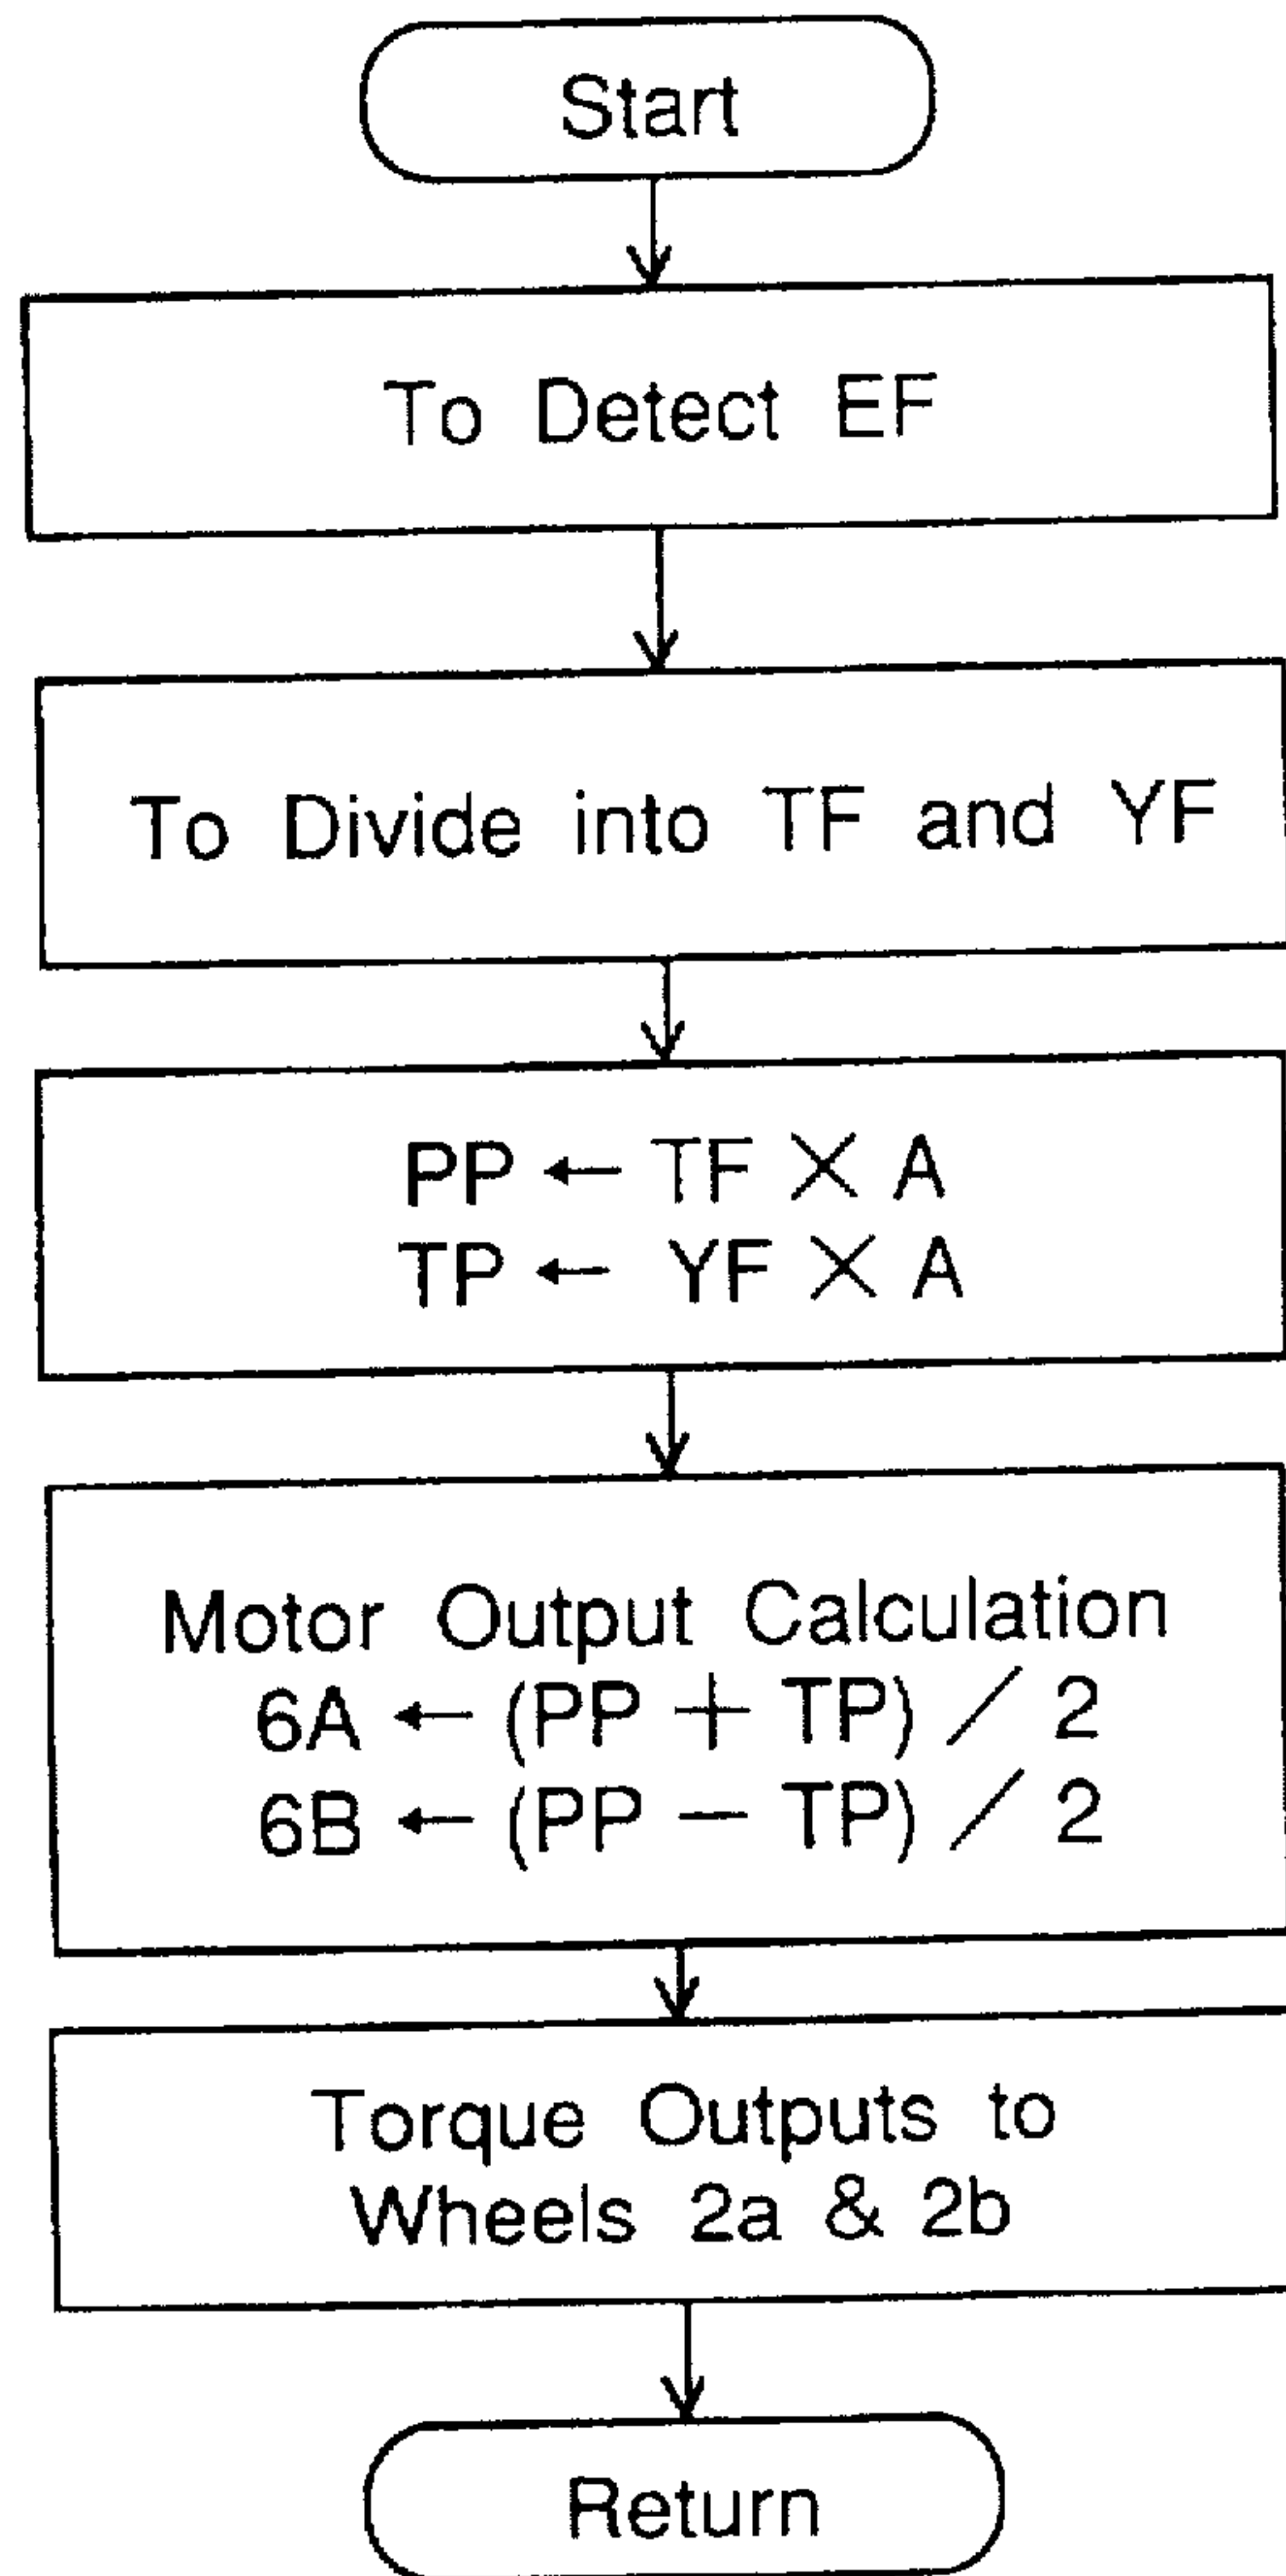 Start
To Detect EF
To Divide into TF and YF
PP ← TF × A
TP ← YF × A
Motor Output Calculation
6A ← (PP + TP) / 2
6B ← (PP − TP) / 2
Torque Outputs to
Wheels 2a & 2b
Return